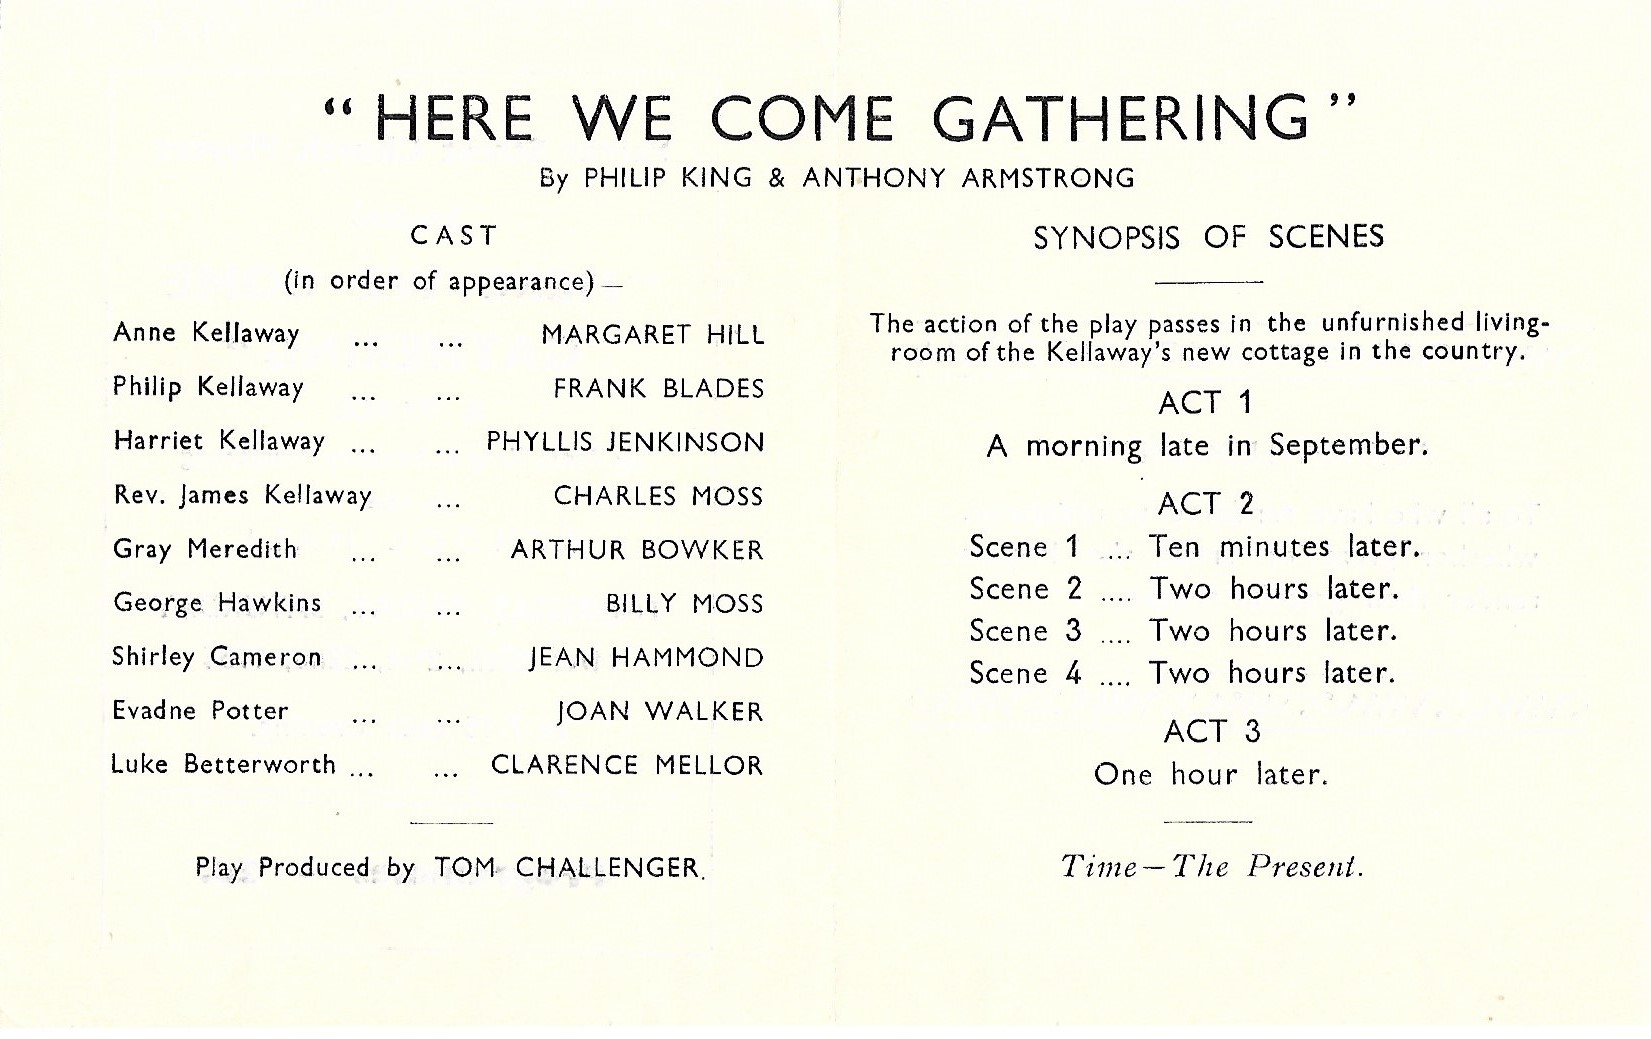 “ HERE WE COME GATHERING ”
By PHILIP KING & ANTHONY ARMSTRONG
CAST
(in order of appearance) —
Anne Kellaway ... ... MARGARET HILL
Philip Kellaway ... ... FRANK BLADES
Harriet Kellaway ... ... PHYLLIS JENKINSON
Rev. James Kellaway ... CHARLES MOSS
Gray Meredith ... ... ARTHUR BOWKER
George Hawkins ... ... BILLY MOSS
Shirley Cameron ... ... JEAN HAMMOND
Evadne Potter ... ... JOAN WALKER
Luke Betterworth ... ... CLARENCE MELLOR
Play Produced by TOM CHALLENGER.
SYNOPSIS OF SCENES
The action of the play passes in the unfurnished living-
room of the Kellaway’s new cottage in the country.
ACT 1
A morning late in September.
ACT 2
Scene 1 .... Ten minutes later.
Scene 2 .... Two hours later.
Scene 3 .... Two hours later.
Scene 4 .... Two hours later.
ACT 3
One hour later.
Time — The Present.